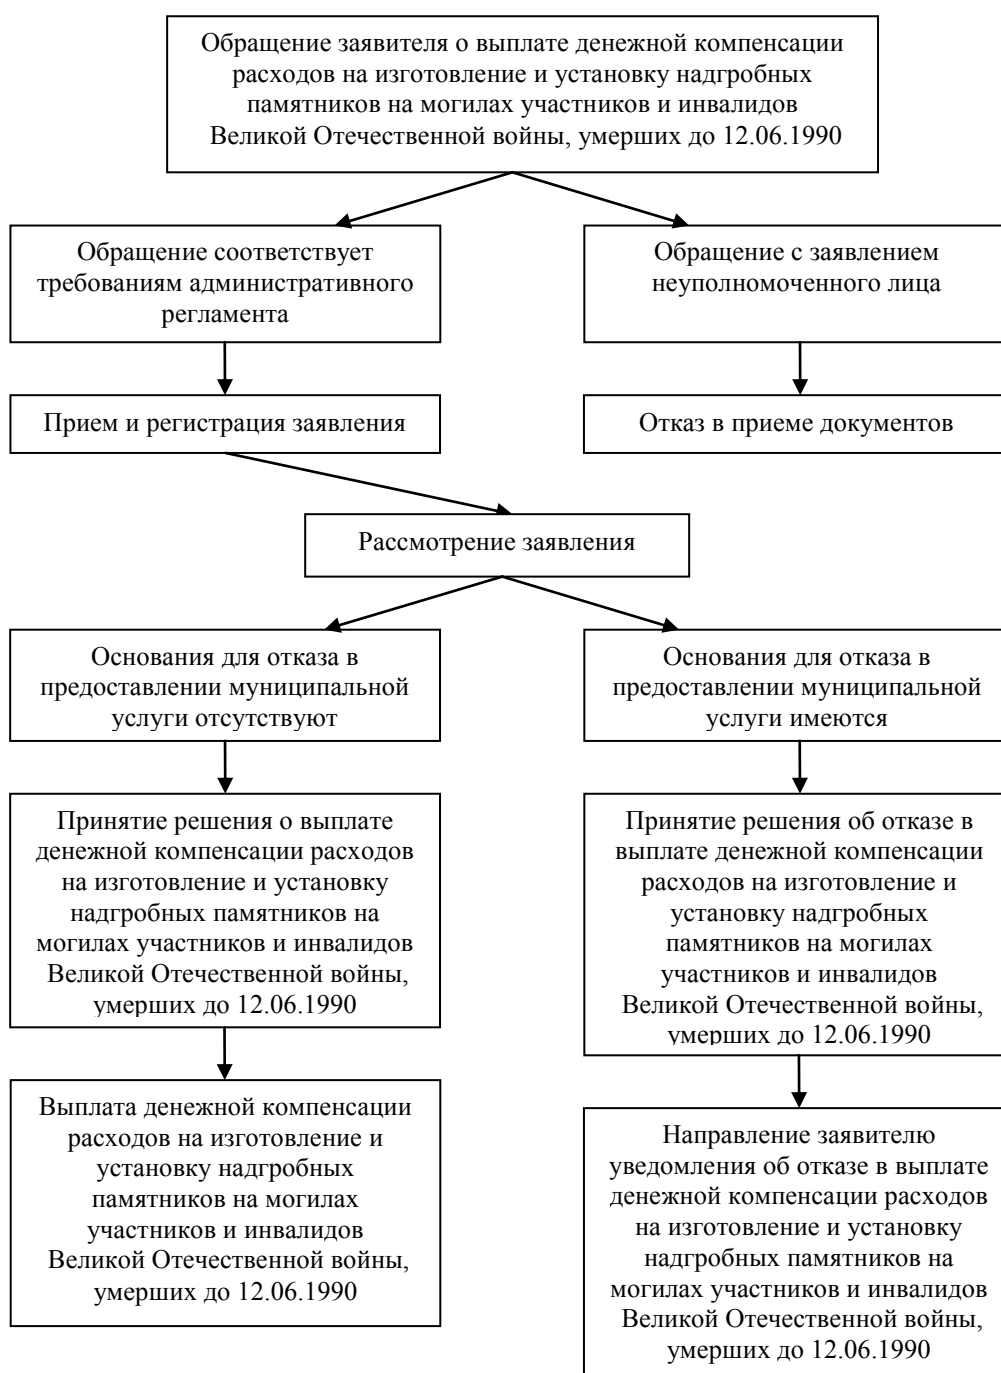 Обращение заявителя о выплате денежной компенсации
расходов на изготовление и установку надгробных
памятников на могилах участников и инвалидов
Великой Отечественной войны, умерших до 12.06.1990
Обращение соответствует
требованиям административного
регламента
Обращение с заявлением
неуполномоченного лица
Прием и регистрация заявления
Отказ в приеме документов
Рассмотрение заявления
Основания для отказа в
предоставлении муниципальной
услуги отсутствуют
Основания для отказа в
предоставлении муниципальной
услуги имеются
Принятие решения о выплате
денежной компенсации расходов
на изготовление и установку
надгробных памятников на
могилах участников и инвалидов
Великой Отечественной войны,
умерших до 12.06.1990
Принятие решения об отказе в
выплате денежной компенсации
расходов на изготовление и
установку надгробных
памятников на могилах
участников и инвалидов
Великой Отечественной войны,
умерших до 12.06.1990
Выплата денежной компенсации
расходов на изготовление и
установку надгробных
памятников на могилах
участников и инвалидов
Великой Отечественной войны,
умерших до 12.06.1990
Направление заявителю
уведомления об отказе в выплате
денежной компенсации расходов
на изготовление и установку
надгробных памятников на
могилах участников и инвалидов
Великой Отечественной войны,
умерших до 12.06.1990